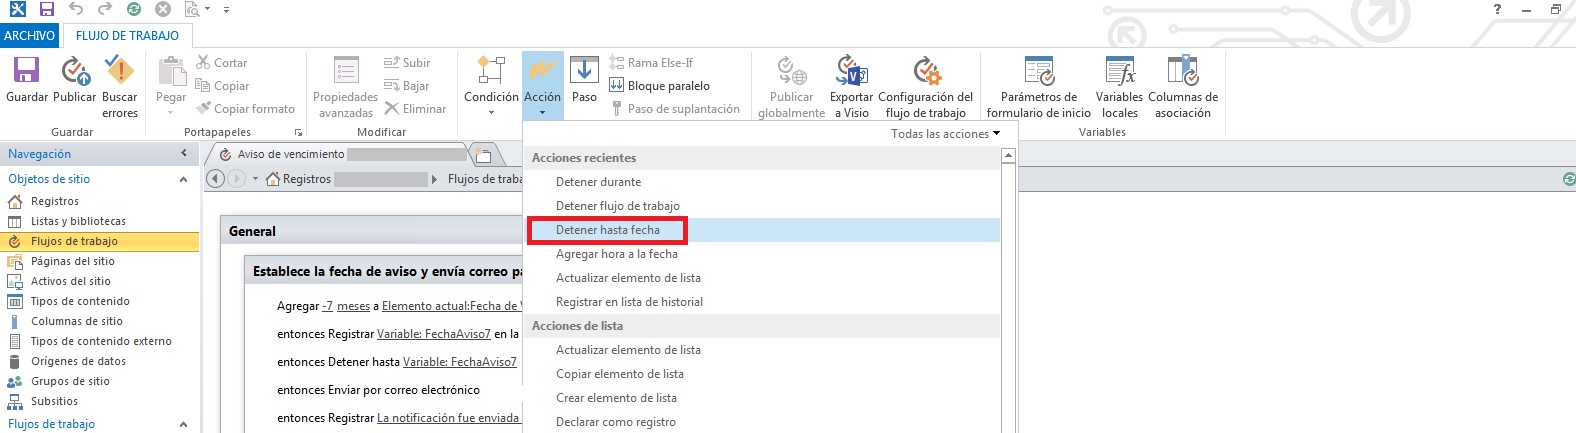 ?
ARCHIVO FLUJO DE TRABAJO
Guardar
Publicar
Buscar
errores
Guardar
Pegar
Cortar
Copiar
Copiar formato
Portapapeles
Propiedades
avanzadas
Subir
Bajar
Eliminar
Modificar
Condición
Acción
Paso
Rama Else-If
Bloque paralelo
Paso de suplantación
Publicar
globalmente
Exportar
a Visio
Configuración del
flujo de trabajo
Parámetros de
formulario de inicio
Variables
locales
Columnas de
asociación
Variables
Navegación
Objetos de sitio
Registros
Listas y bibliotecas
Flujos de trabajo
Páginas del sitio
Activos del sitio
Tipos de contenido
Columnas de sitio
Tipos de contenido externo
Orígenes de datos
Grupos de sitio
Subsitios
Flujos de trabajo
Aviso de vencimiento
Registros
Flujos de traba
General
Establece la fecha de aviso y envía correo pa
Agregar -7 meses a Elemento actual:Fecha de
entonces Registrar Variable: FechaAviso7 en la
entonces Detener hasta Variable: FechaAviso7
entonces Enviar por correo electrónico
entonces Registrar La notificación fue enviada
Todas las acciones
Acciones recientes
Detener durante
Detener flujo de trabajo
Detener hasta fecha
Agregar hora a la fecha
Actualizar elemento de lista
Registrar en lista de historial
Acciones de lista
Actualizar elemento de lista
Copiar elemento de lista
Crear elemento de lista
Declarar como registro